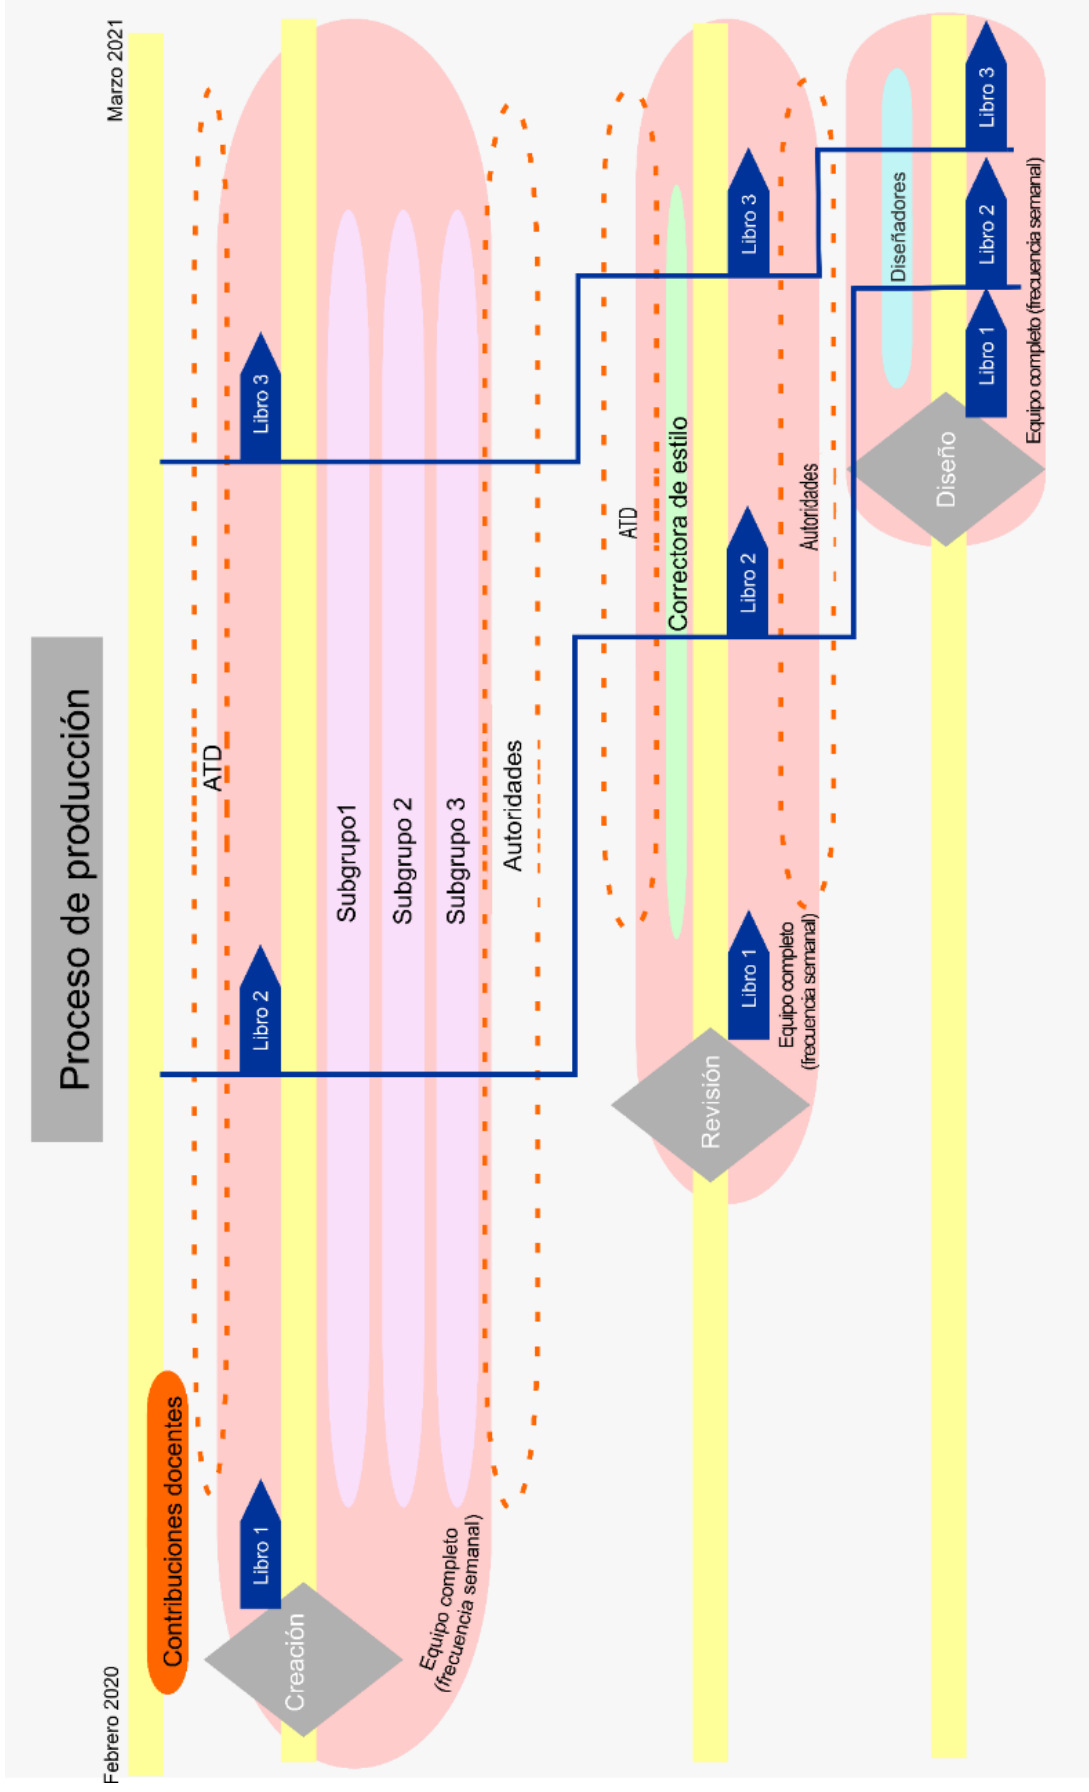 Proceso de producción
Febrero 2020
Marzo 2021
Contribuciones docentes
ATD
Libro 1
Libro 2
Libro 3
Creación
Subgrupo1
Subgrupo 2
Subgrupo 3
Equipo completo
(frecuencia semanal)
Autoridades
ATD
Correctora de estilo
Revisión
Libro 1
Libro 2
Libro 3
Equipo completo
(frecuencia semanal)
Autoridades
Diseñadores
Diseño
Libro 1
Libro 2
Libro 3
Equipo completo (frecuencia semanal)